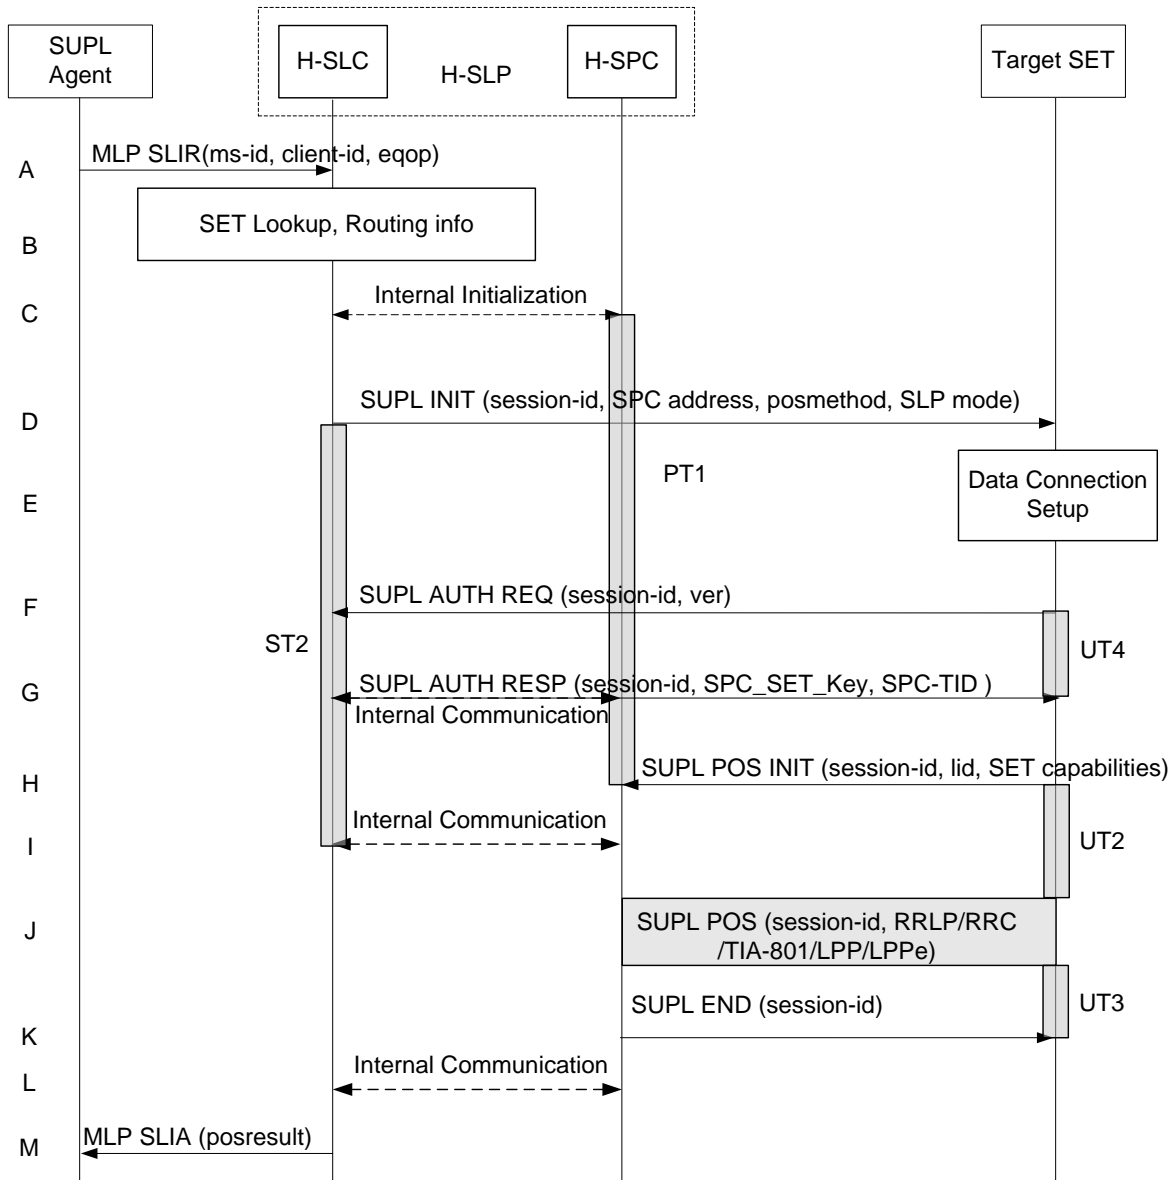 SUPL
Agent
H-SLC
H-SLP
H-SPC
Target SET
A
MLP SLIR(ms-id, client-id, eqop)
B
SET Lookup, Routing info
C
Internal Initialization
D
SUPL INIT (session-id, SPC address, posmethod, SLP mode)
E
PT1
Data Connection
Setup
F
SUPL AUTH REQ (session-id, ver)
ST2
UT4
G
SUPL AUTH RESP (session-id, SPC_SET_Key, SPC-TID )
Internal Communication
H
SUPL POS INIT (session-id, lid, SET capabilities)
I
Internal Communication
UT2
J
SUPL POS (session-id, RRLP/RRC
/TIA-801/LPP/LPPe)
K
SUPL END (session-id)
UT3
L
Internal Communication
M
MLP SLIA (posresult)